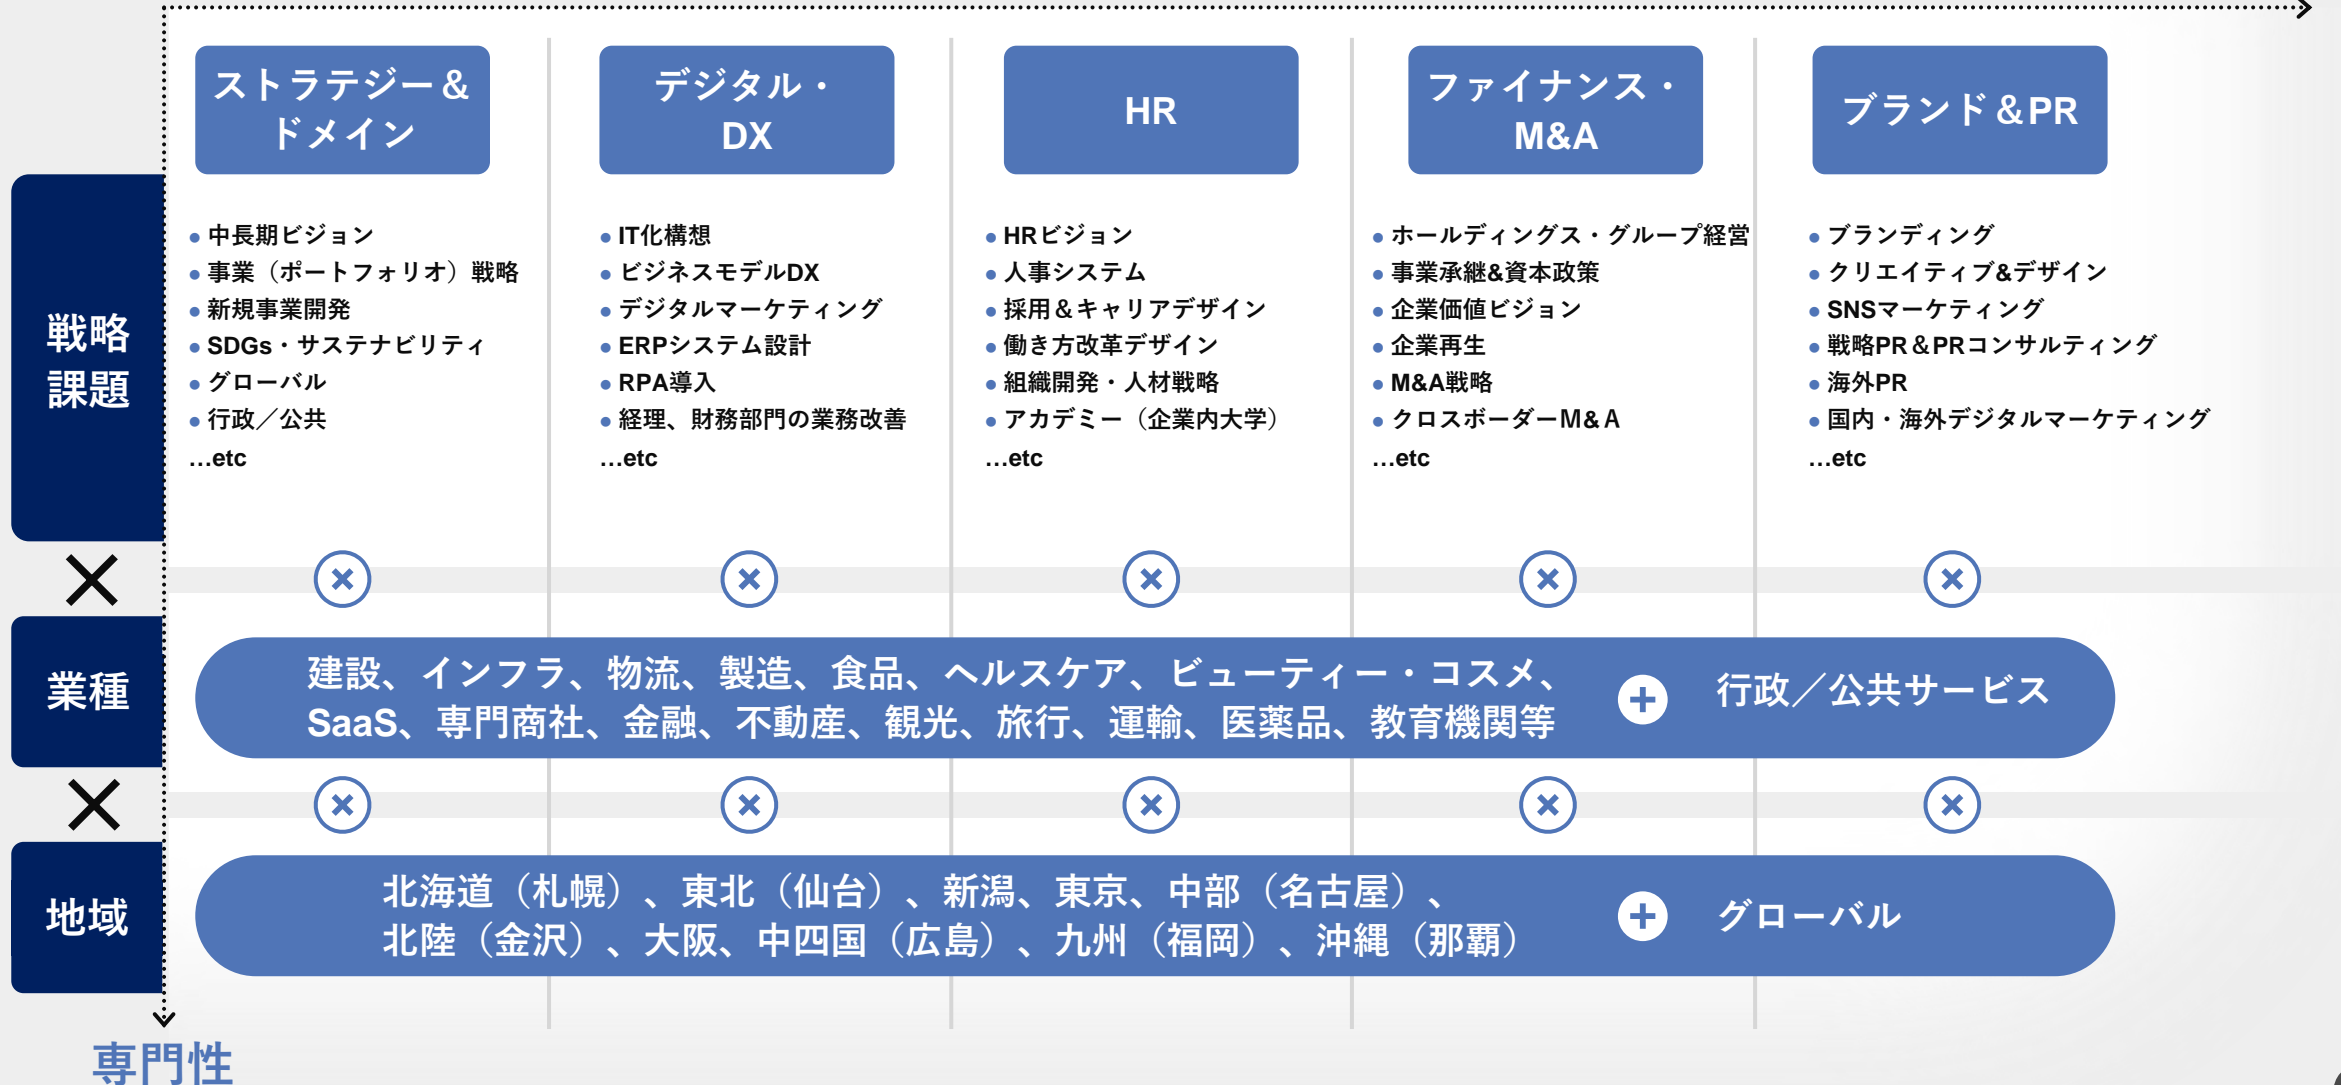 ストラテジー＆
ドメイン
デジタル・
DX
HR
ファイナンス・
M&A
ブランド＆PR
戦略
課題
● 中長期ビジョン
● 事業（ポートフォリオ）戦略
● 新規事業開発
● SDGs・サステナビリティ
● グローバル
● 行政／公共
…etc
● IT化構想
● ビジネスモデルDX
● デジタルマーケティング
● ERPシステム設計
● RPA導入
● 経理、財務部門の業務改善
…etc
● HRビジョン
● 人事システム
● 採用＆キャリアデザイン
● 働き方改革デザイン
● 組織開発・人材戦略
● アカデミー（企業内大学）
…etc
● ホールディングス・グループ経営
● 事業承継&資本政策
● 企業価値ビジョン
● 企業再生
● M&A戦略
● クロスボーダーM&A
…etc
● ブランディング
● クリエイティブ&デザイン
● SNSマーケティング
● 戦略PR＆PRコンサルティング
● 海外PR
● 国内・海外デジタルマーケティング
…etc
業種
建設、インフラ、物流、製造、食品、ヘルスケア、ビューティー・コスメ、
SaaS、専門商社、金融、不動産、観光、旅行、運輸、医薬品、教育機関等
行政／公共サービス
地域
北海道（札幌）、東北（仙台）、新潟、東京、中部（名古屋）、
北陸（金沢）、大阪、中四国（広島）、九州（福岡）、沖縄（那覇）
グローバル
専門性